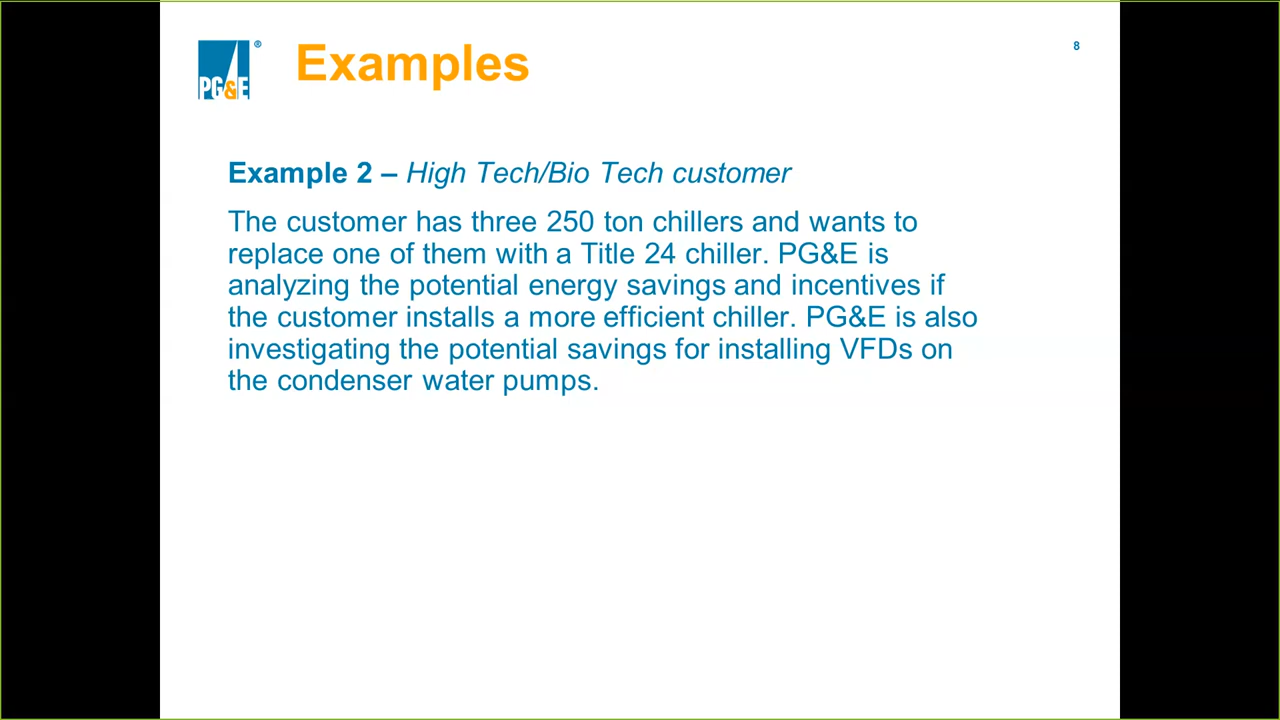 PG&E®
Examples
8
Example 2 – High Tech/Bio Tech customer
The customer has three 250 ton chillers and wants to
replace one of them with a Title 24 chiller. PG&E is
analyzing the potential energy savings and incentives if
the customer installs a more efficient chiller. PG&E is also
investigating the potential savings for installing VFDs on
the condenser water pumps.